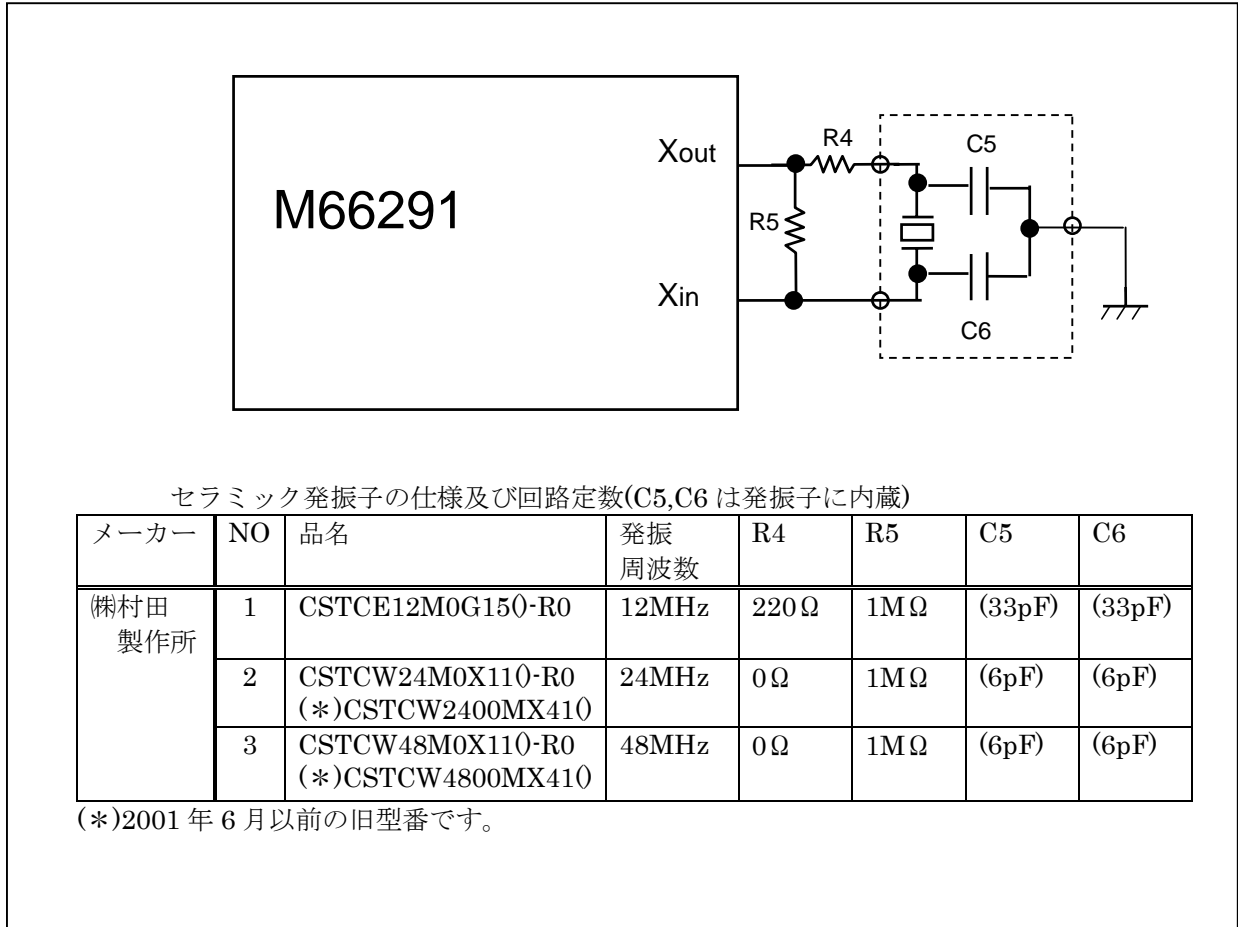 Xout
R4
C5
M66291
R5
Xin
C6
セラミック発振子の仕様及び回路定数(C5,C6 は発振子に内蔵)
メーカー NO 品名 発振周波数 R4 R5 C5 C6
㈱村田製作所 1 CSTCE12M0G15()-R0 12MHz 220Ω 1MΩ (33pF) (33pF)
2 CSTCW24M0X11()-R0 24MHz 0Ω 1MΩ (6pF) (6pF)
(＊)CSTCW2400MX41()
3 CSTCW48M0X11()-R0 48MHz 0Ω 1MΩ (6pF) (6pF)
(＊)CSTCW4800MX41()
(＊)2001 年 6 月以前の旧型番です。